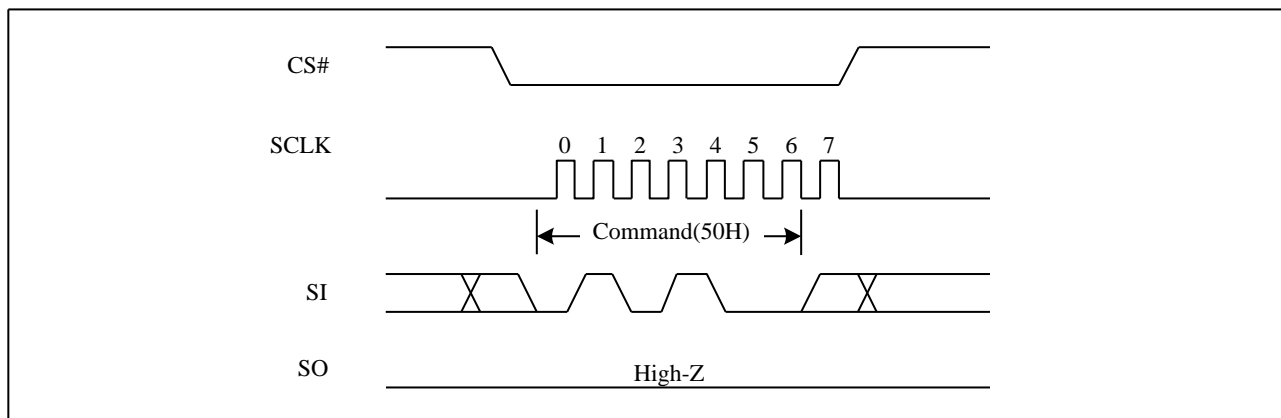 CS#
SCLK
0 1 2 3 4 5 6 7
Command(50H)
SI
SO
High-Z